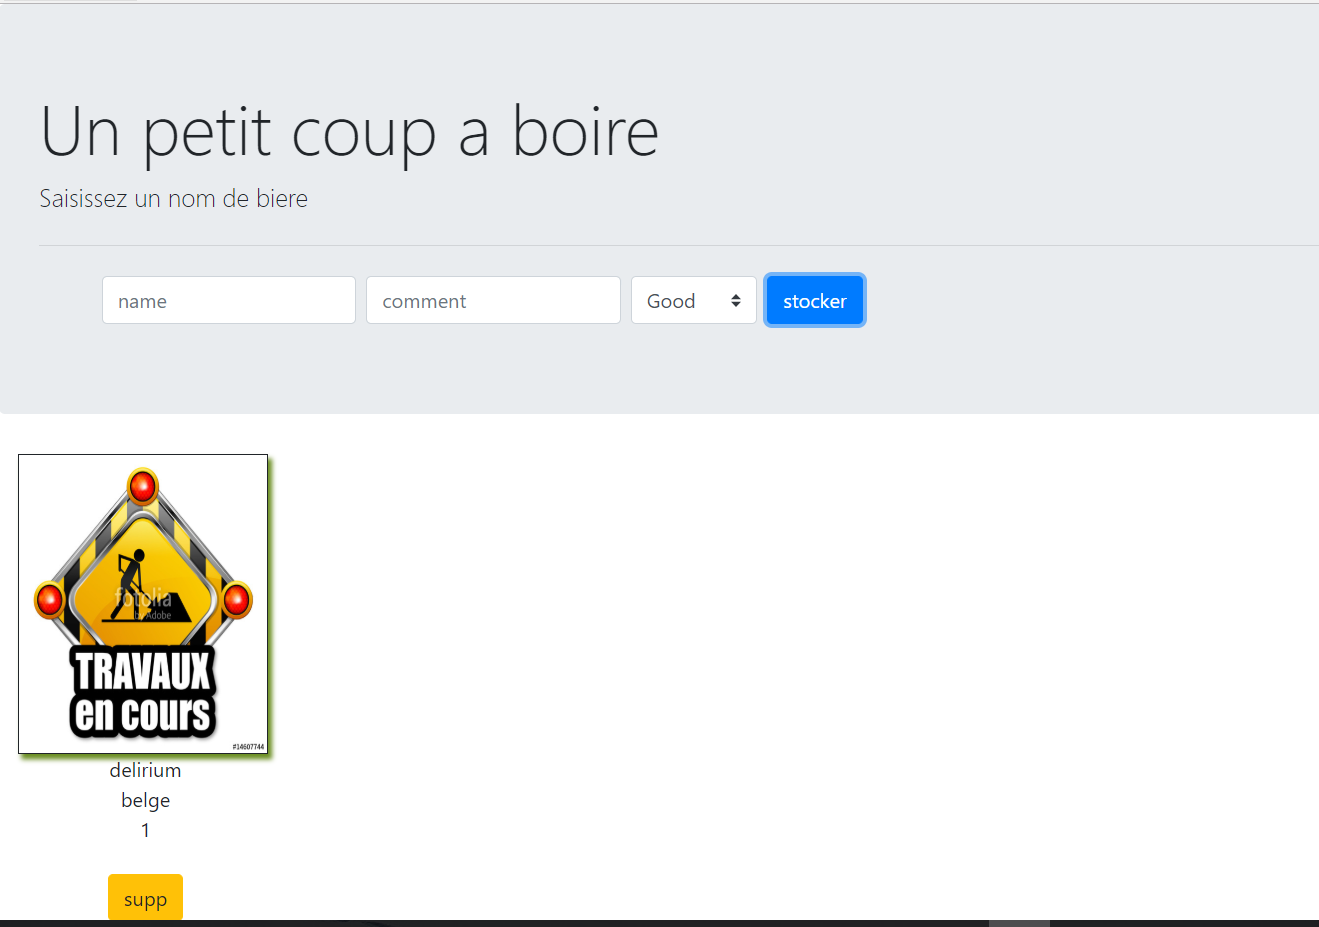 Un petit coup a boire
Saisissez un nom de biere
name comment Good stocker
fotolia
by Adobe
TRAVAUX
en cours
#14607744
delirium
belge
1
supp